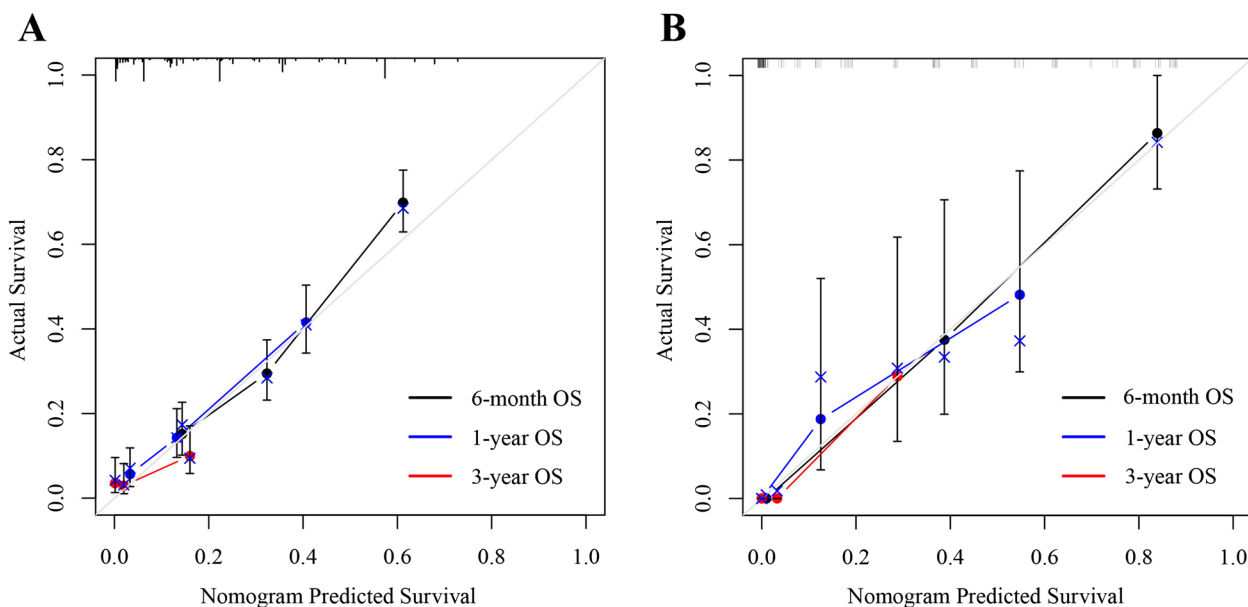 A
Actual Survival
1.0
0.8
0.6
0.4
0.2
0.0
6-month OS
1-year OS
3-year OS
0.0 0.2 0.4 0.6 0.8 1.0
Nomogram Predicted Survival
B
Actual Survival
1.0
0.8
0.6
0.4
0.2
0.0
6-month OS
1-year OS
3-year OS
0.0 0.2 0.4 0.6 0.8 1.0
Nomogram Predicted Survival